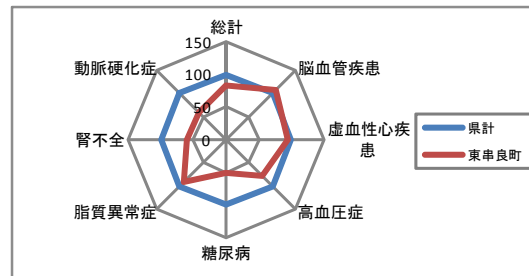 総計
150
100
50
0
動脈硬化症
脳血管疾患
腎不全
虚血性心疾
患
脂質異常症
高血圧症
糖尿病
県計
東串良町